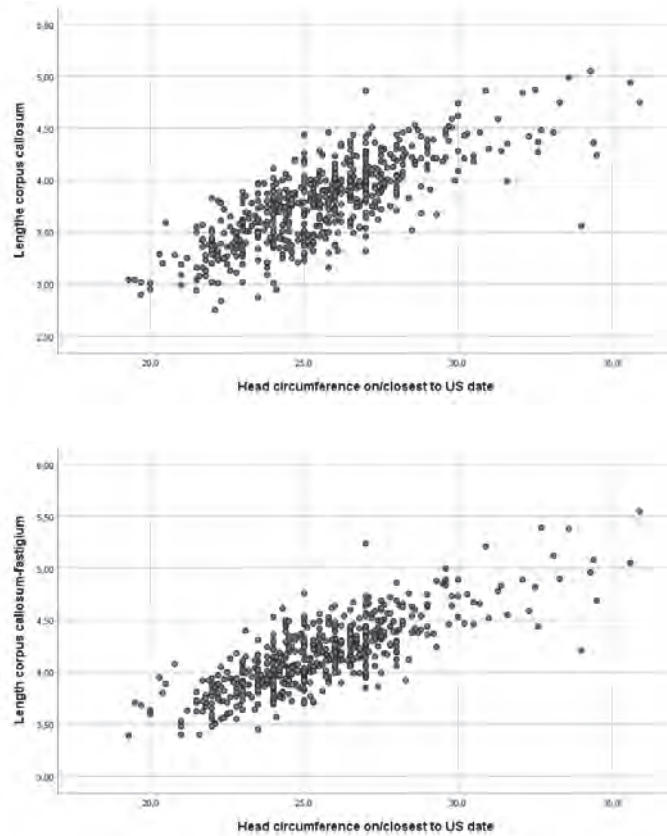 5,50
5,00
4,50
4,00
3,50
3,00
2,50
Lengthe corpus callosum
20,0 25,0 30,0 35,0
Head circumference on/closest to US date
6,00
5,50
5,00
4,50
4,00
3,50
3,00
Length corpus callosum-fastigium
20,0 25,0 30,0 35,0
Head circumference on/closest to US date